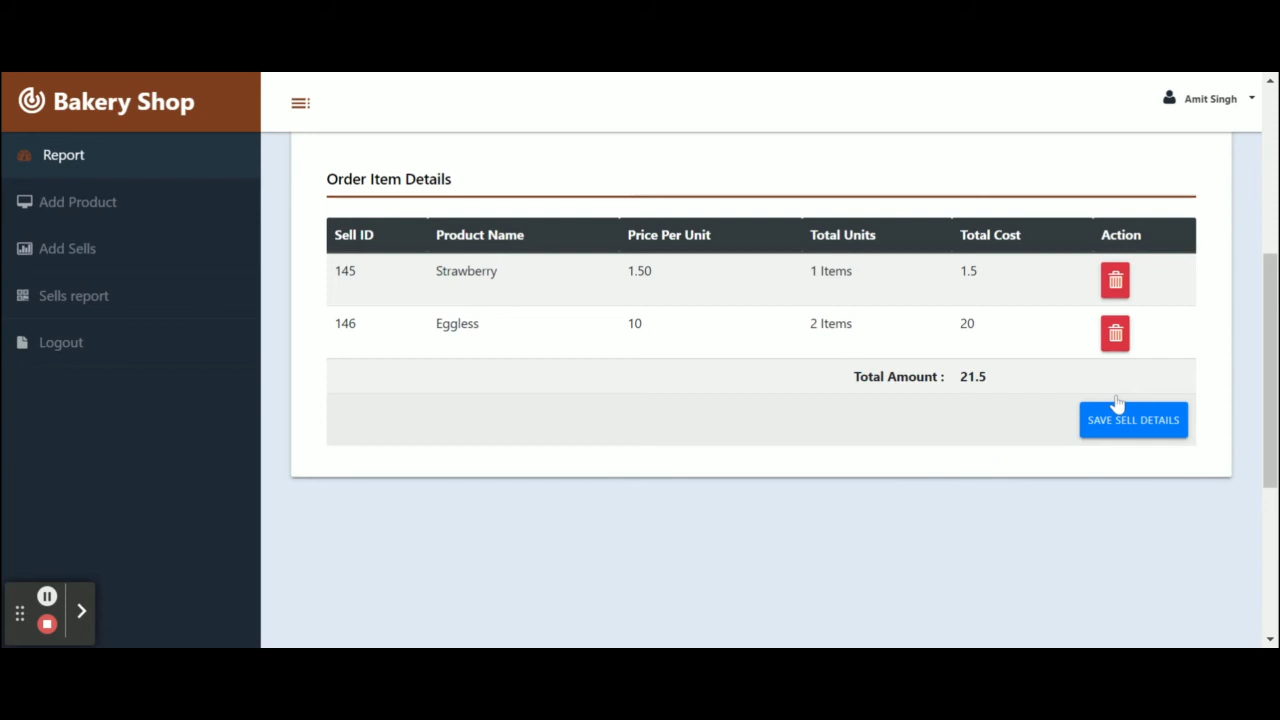 Bakery Shop
Amit Singh
Report
Add Product
Add Sells
Sells report
Logout
Order Item Details
Sell ID Product Name Price Per Unit Total Units Total Cost Action
145 Strawberry 1.50 1 Items 1.5
146 Eggless 10 2 Items 20
Total Amount : 21.5
SAVE SELL DETAILS